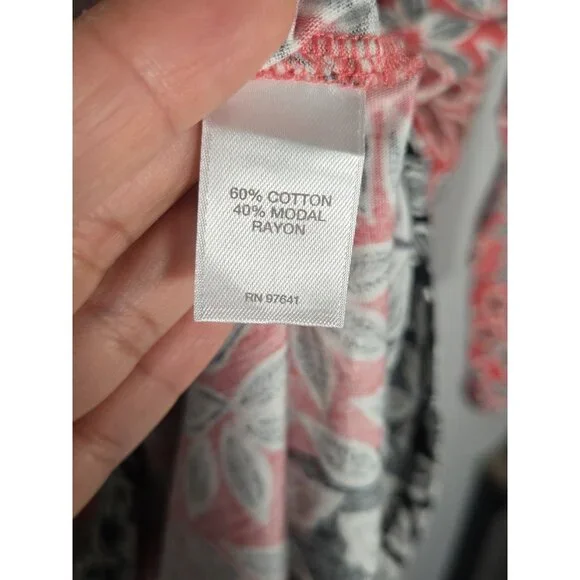 60% COTTON
40% MODAL
RAYON
RN 97641